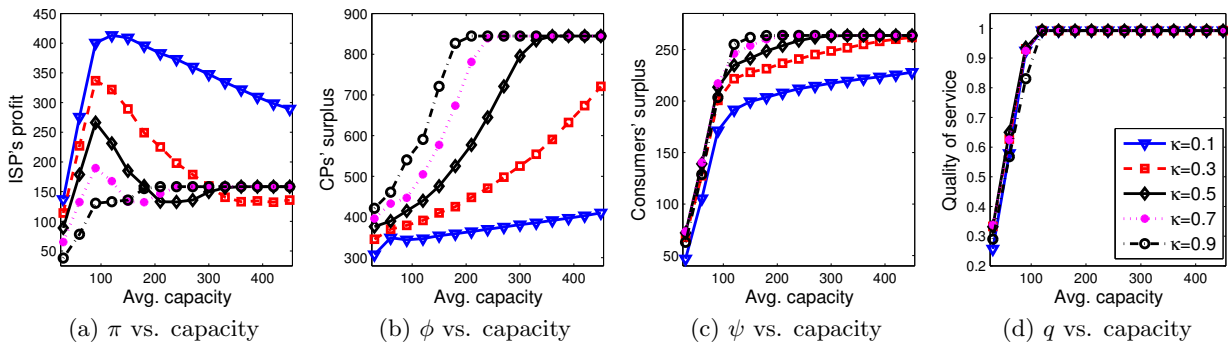 ISP's profit
450
400
350
300
250
200
150
100
50
100 200 300 400
Avg. capacity
(a) π vs. capacity
CPs' surplus
900
800
700
600
500
400
300
100 200 300 400
Avg. capacity
(b) ϕ vs. capacity
Consumers' surplus
250
200
150
100
50
100 200 300 400
Avg. capacity
(c) ψ vs. capacity
Quality of service
1
0.9
0.8
0.7
0.6
0.5
0.4
0.3
0.2
κ=0.1
κ=0.3
κ=0.5
κ=0.7
κ=0.9
100 200 300 400
Avg. capacity
(d) q vs. capacity